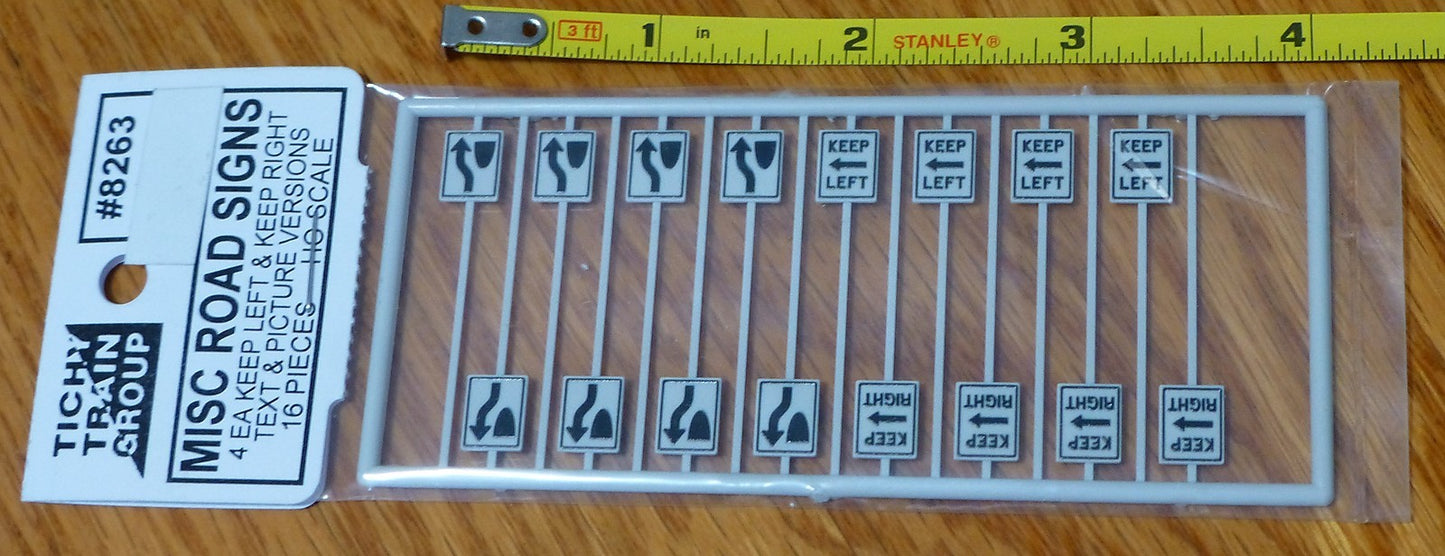 3 ft 1 in 2 STANLEY® 3 4
#8263
MISC ROAD SIGNS
4 EA KEEP LEFT & KEEP RIGHT
TEXT & PICTURE VERSIONS
16 PIECES HO SCALE
TICHY
TRAIN
GROUP
KEEP
LEFT
KEEP
LEFT
KEEP
LEFT
KEEP
LEFT
KEEP
RIGHT
KEEP
RIGHT
KEEP
RIGHT
KEEP
RIGHT